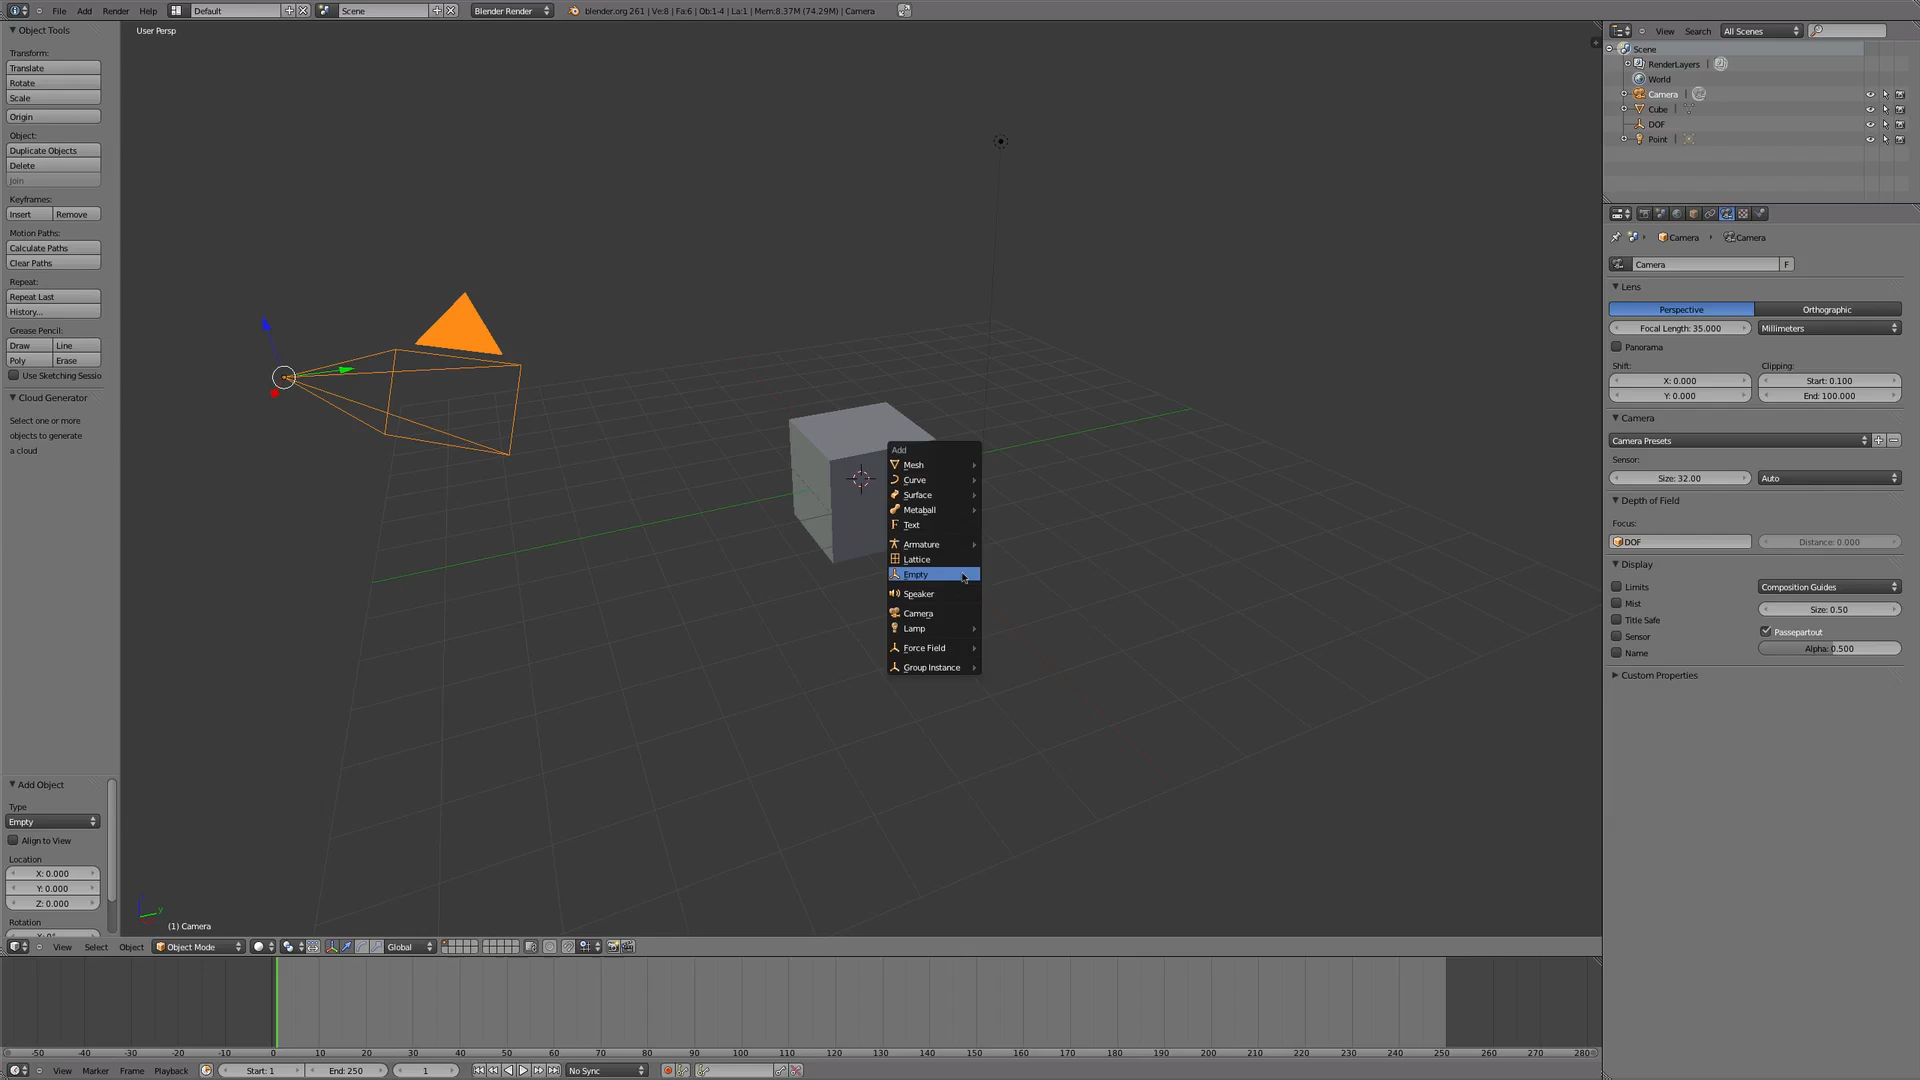 File Add Render Help Default Scene Blender Render blender.org 261 | Ve:8 | Fa:6 | Ob:1-4 | La:1 | Mem:8.37M (74.29M) | Camera
Object Tools
Transform:
Translate
Rotate
Scale
Origin
Object:
Duplicate Objects
Delete
Join
Keyframes:
Insert Remove
Motion Paths:
Calculate Paths
Clear Paths
Repeat:
Repeat Last
History...
Grease Pencil:
Draw Line
Poly Erase
Use Sketching Sessio
Cloud Generator
Select one or more
objects to generate
a cloud
Add Object
Type
Empty
Align to View
Location
X: 0.000
Y: 0.000
Z: 0.000
Rotation
User Persp
Add
Mesh
Curve
Surface
Metaball
Text
Armature
Lattice
Empty
Speaker
Camera
Lamp
Force Field
Group Instance
y
(1) Camera
View Select Object Object Mode Global
View Search All Scenes
Scene
RenderLayers |
World
Camera |
Cube |
DOF
Point |
Camera Camera
Camera F
Lens
Perspective Orthographic
Focal Length: 35.000 Millimeters
Panorama
Shift: Clipping:
X: 0.000 Start: 0.100
Y: 0.000 End: 100.000
Camera
Camera Presets
Sensor:
Size: 32.00 Auto
Depth of Field
Focus:
DOF Distance: 0.000
Display
Limits Composition Guides
Mist Size: 0.50
Title Safe
Sensor Passepartout
Name Alpha: 0.500
Custom Properties
-50 -40 -30 -20 -10 0 10 20 30 40 50 60 70 80 90 100 110 120 130 140 150 160 170 180 190 200 210 220 230 240 250 260 270 280
View Marker Frame Playback Start: 1 End: 250 1 No Sync